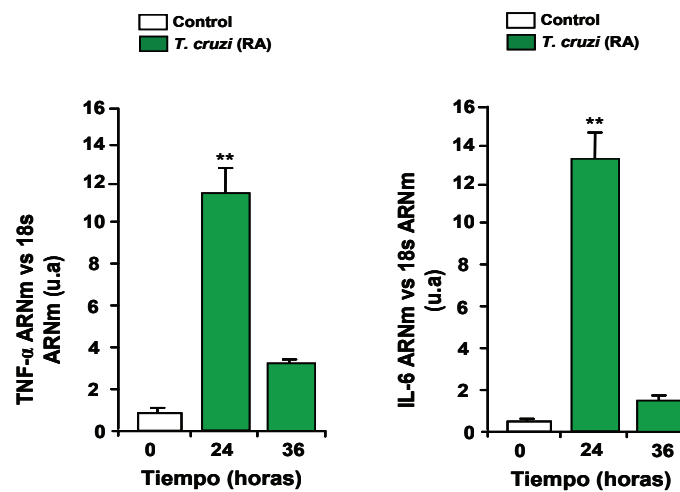 Control
T. cruzi (RA)
TNF-α ARNm vs 18s
ARNm (u.a)
16
14
12
10
8
6
4
2
0
**
0 24 36
Tiempo (horas)
Control
T. cruzi (RA)
IL-6 ARNm vs 18s ARNm
(u.a)
16
14
12
10
8
6
4
2
0
**
0 24 36
Tiempo (horas)